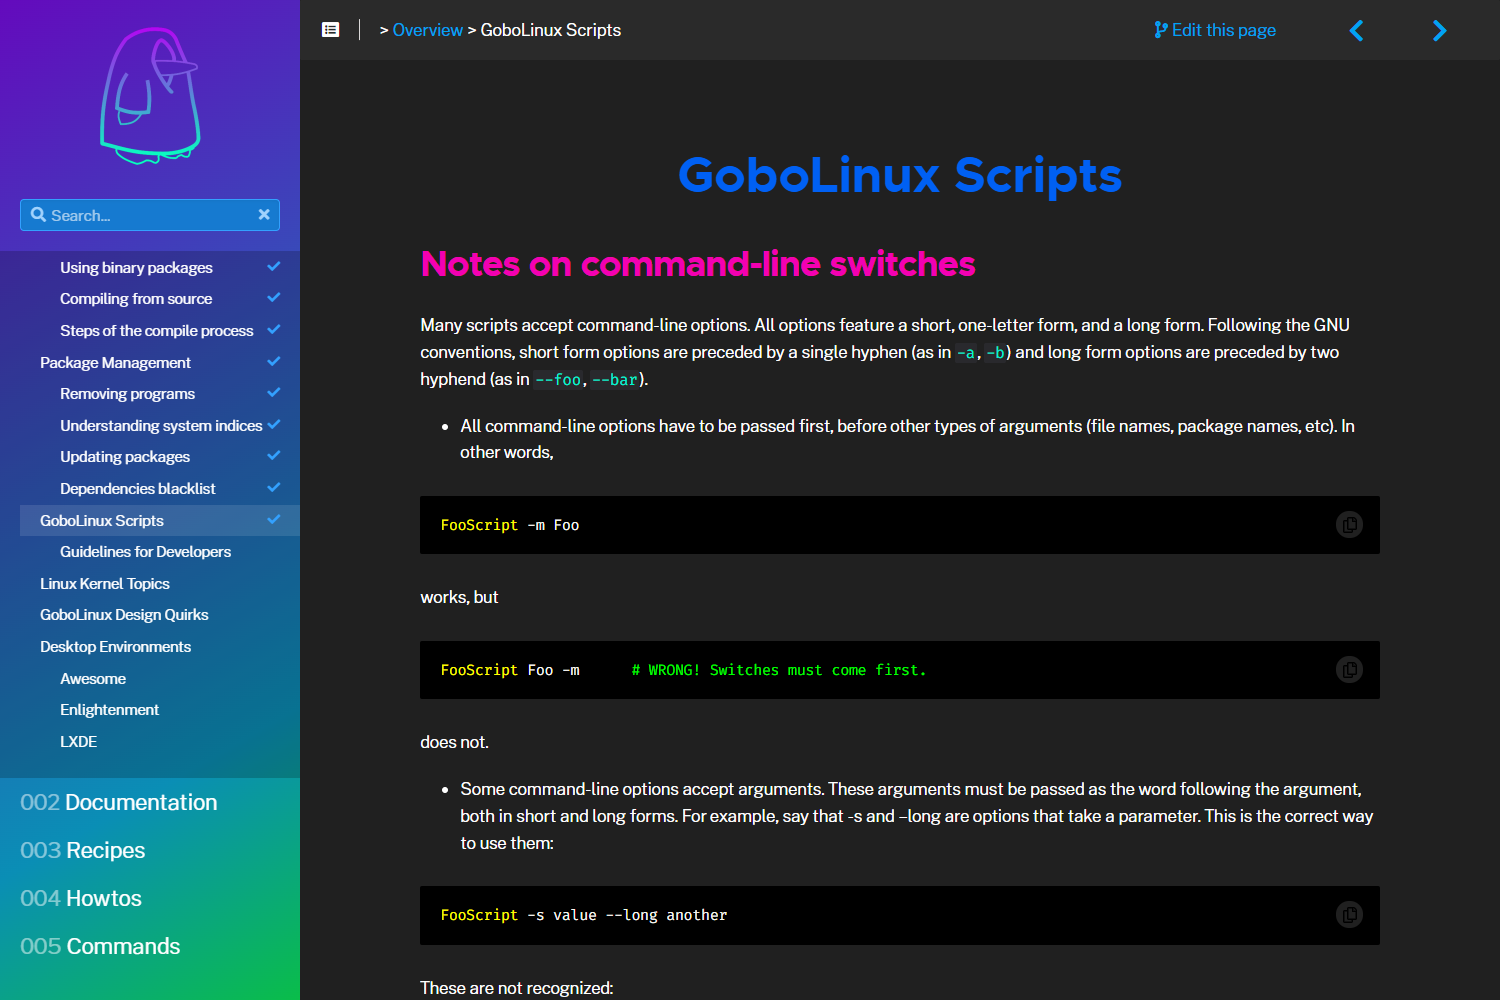 Search...
Using binary packages
Compiling from source
Steps of the compile process
Package Management
Removing programs
Understanding system indices
Updating packages
Dependencies blacklist
GoboLinux Scripts
Guidelines for Developers
Linux Kernel Topics
GoboLinux Design Quirks
Desktop Environments
Awesome
Enlightenment
LXDE
002 Documentation
003 Recipes
004 Howtos
005 Commands
> Overview > GoboLinux Scripts
Edit this page
GoboLinux Scripts
Notes on command-line switches
Many scripts accept command-line options. All options feature a short, one-letter form, and a long form. Following the GNU
conventions, short form options are preceded by a single hyphen (as in -a, -b) and long form options are preceded by two
hyphend (as in --foo, --bar).
• All command-line options have to be passed first, before other types of arguments (file names, package names, etc). In
other words,
FooScript -m Foo
works, but
FooScript Foo -m      # WRONG! Switches must come first.
does not.
• Some command-line options accept arguments. These arguments must be passed as the word following the argument,
both in short and long forms. For example, say that -s and –long are options that take a parameter. This is the correct way
to use them:
FooScript -s value --long another
These are not recognized: